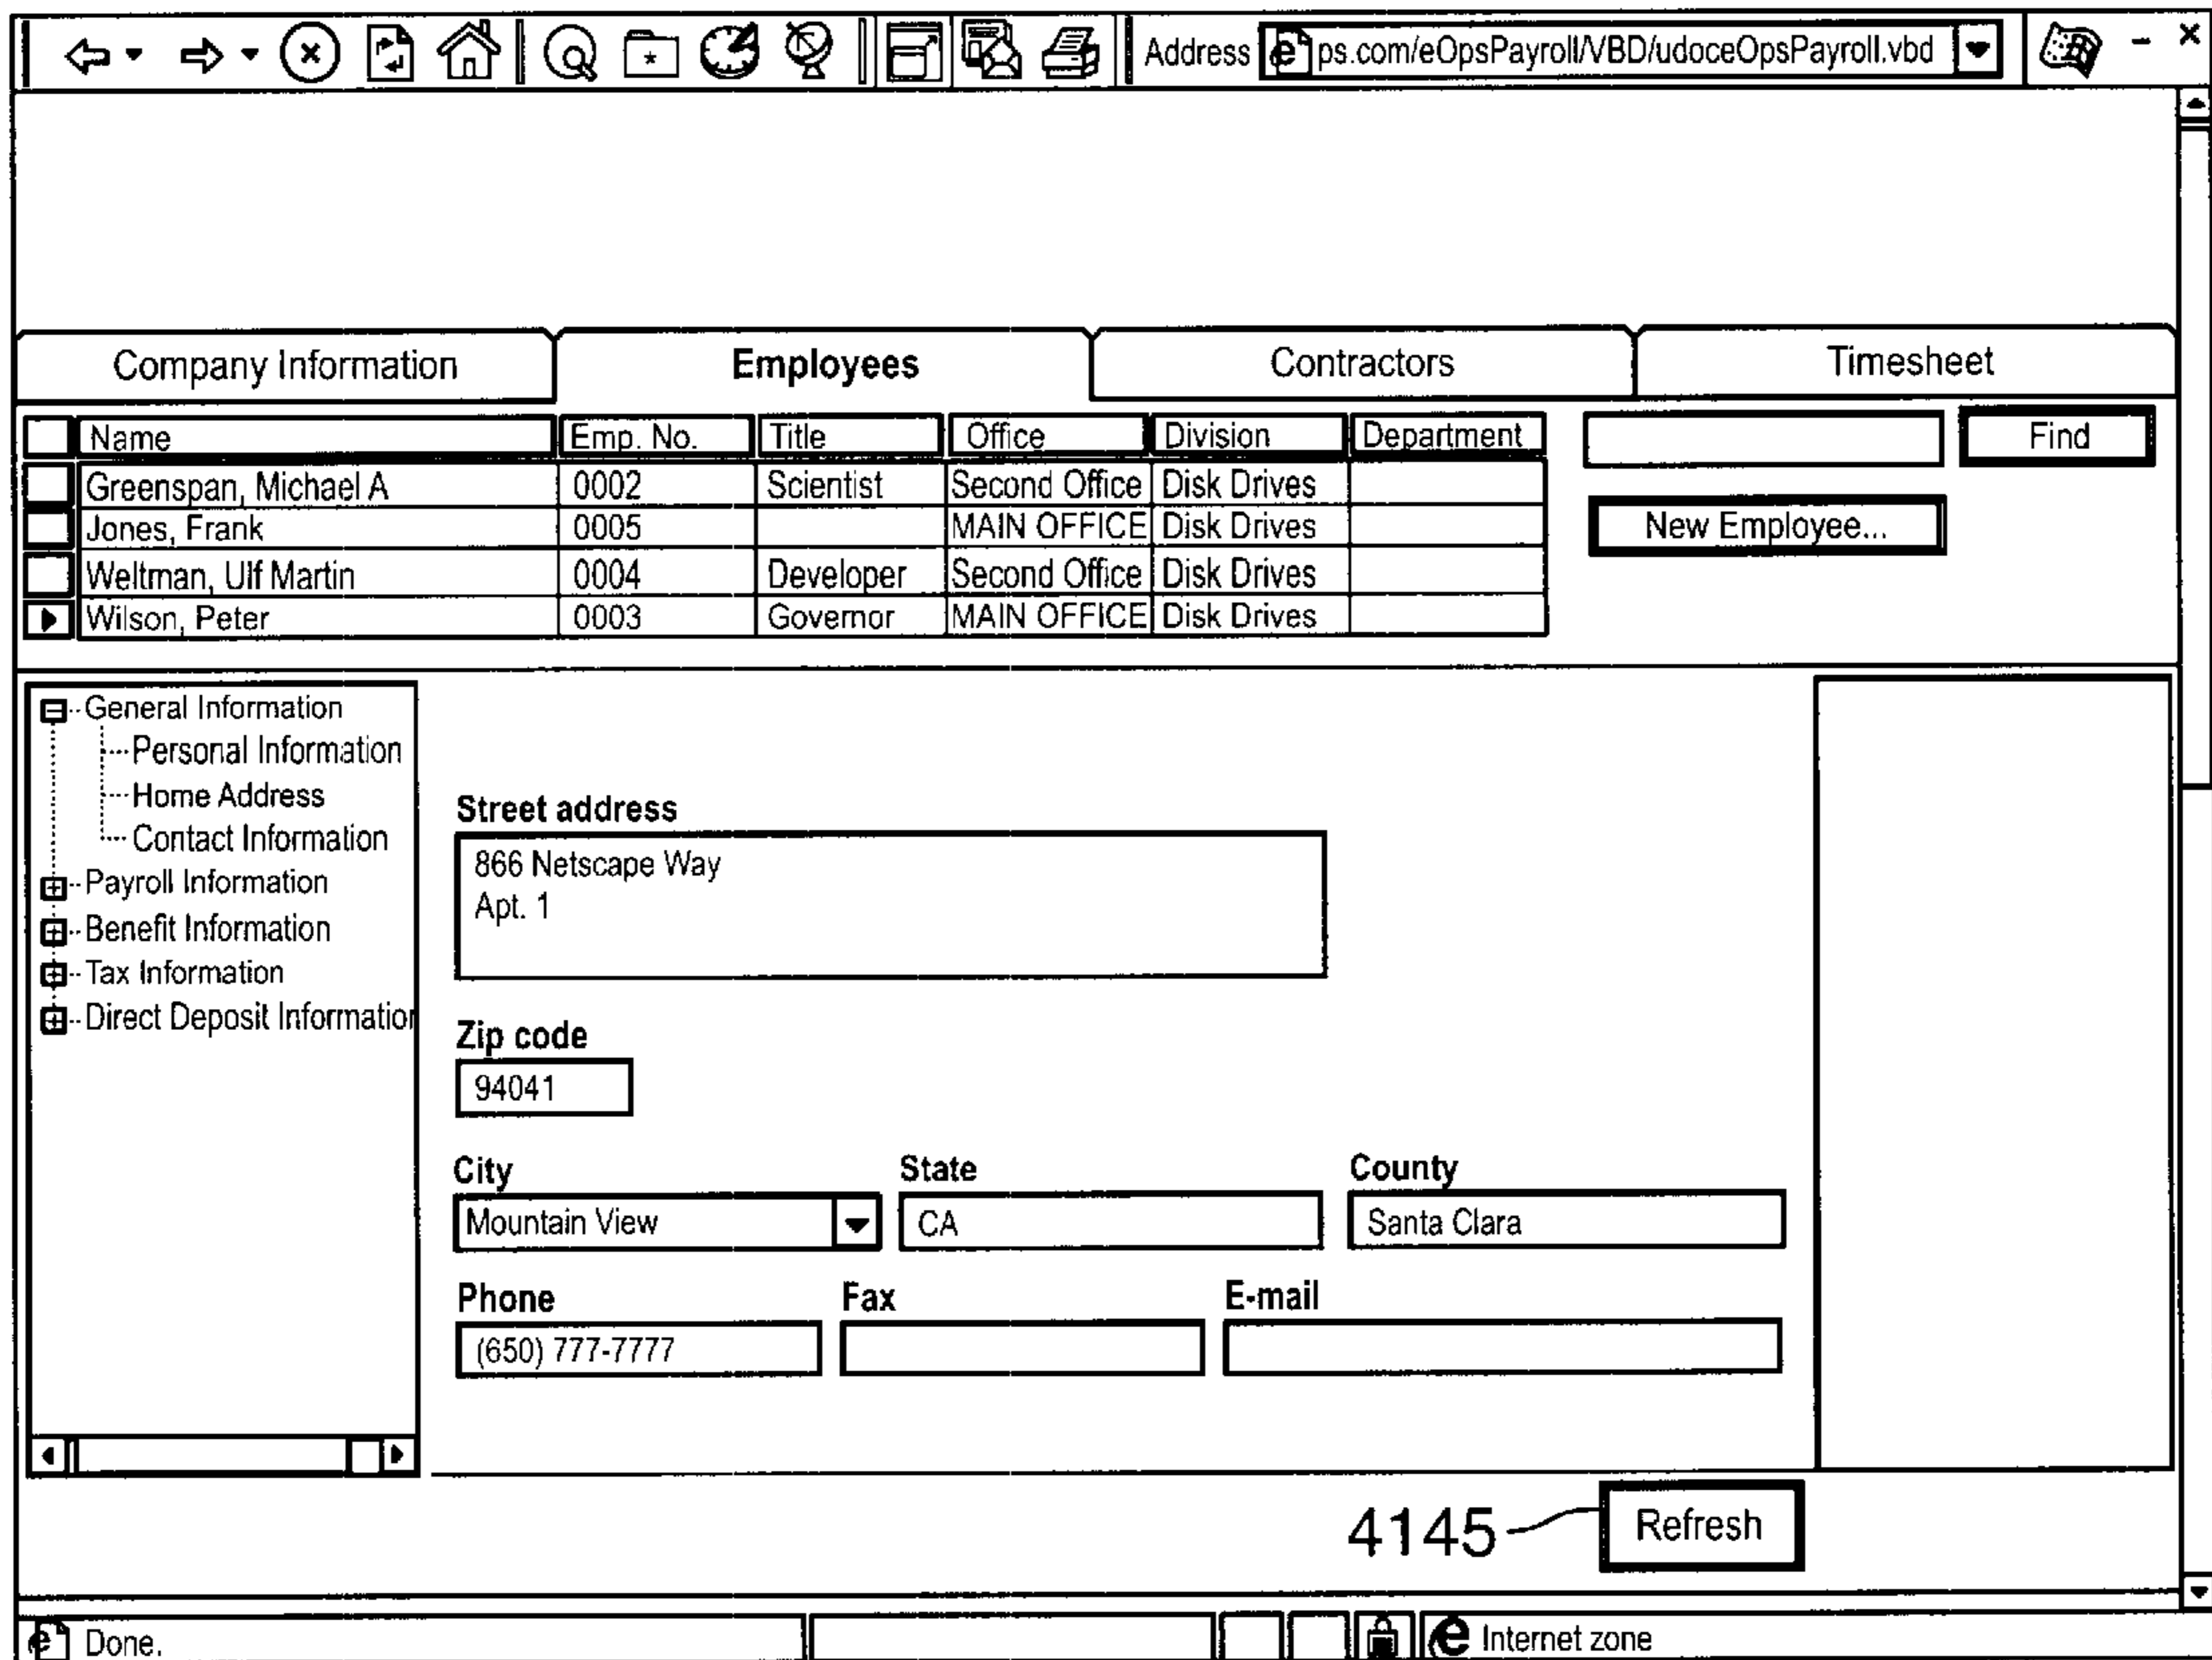 Address ps.com/eOpsPayroll/VBD/udoceOpsPayroll.vbd
Company Information Employees Contractors Timesheet
Name Emp. No. Title Office Division Department Find
Greenspan, Michael A 0002 Scientist Second Office Disk Drives
Jones, Frank 0005 MAIN OFFICE Disk Drives
New Employee...
Weltman, Ulf Martin 0004 Developer Second Office Disk Drives
Wilson, Peter 0003 Governor MAIN OFFICE Disk Drives
General Information
Personal Information
Home Address
Contact Information
Payroll Information
Benefit Information
Tax Information
Direct Deposit Information
Street address
866 Netscape Way
Apt. 1
Zip code
94041
City State County
Mountain View CA Santa Clara
Phone Fax E-mail
(650) 777-7777
4145 Refresh
Done. Internet zone